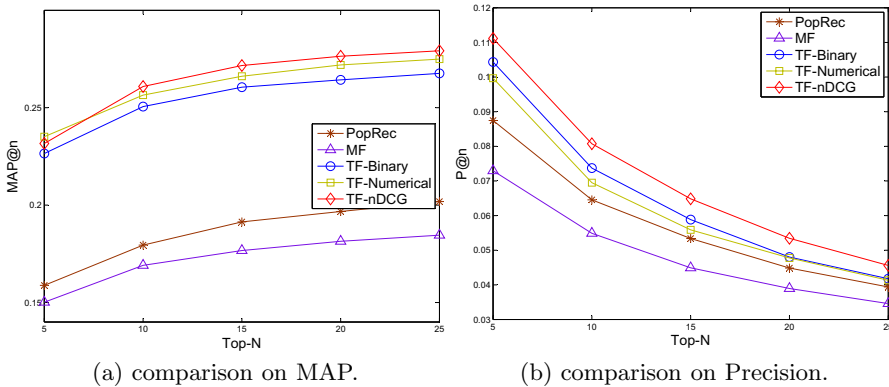 PopRec
MF
TF-Binary
TF-Numerical
TF-nDCG
MAP@n
0.25
0.2
0.15
5
10
15
20
25
Top-N
(a) comparison on MAP.
PopRec
MF
TF-Binary
TF-Numerical
TF-nDCG
P@n
0.12
0.11
0.1
0.09
0.08
0.07
0.06
0.05
0.04
0.03
5
10
15
20
25
Top-N
(b) comparison on Precision.